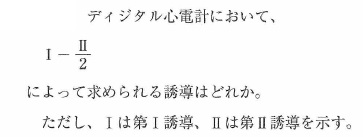 ディジタル心電計において、
Ⅰ－Ⅱ/2
によって求められる誘導はどれか。
ただし、Ⅰは第Ⅰ誘導、Ⅱは第Ⅱ誘導を示す。